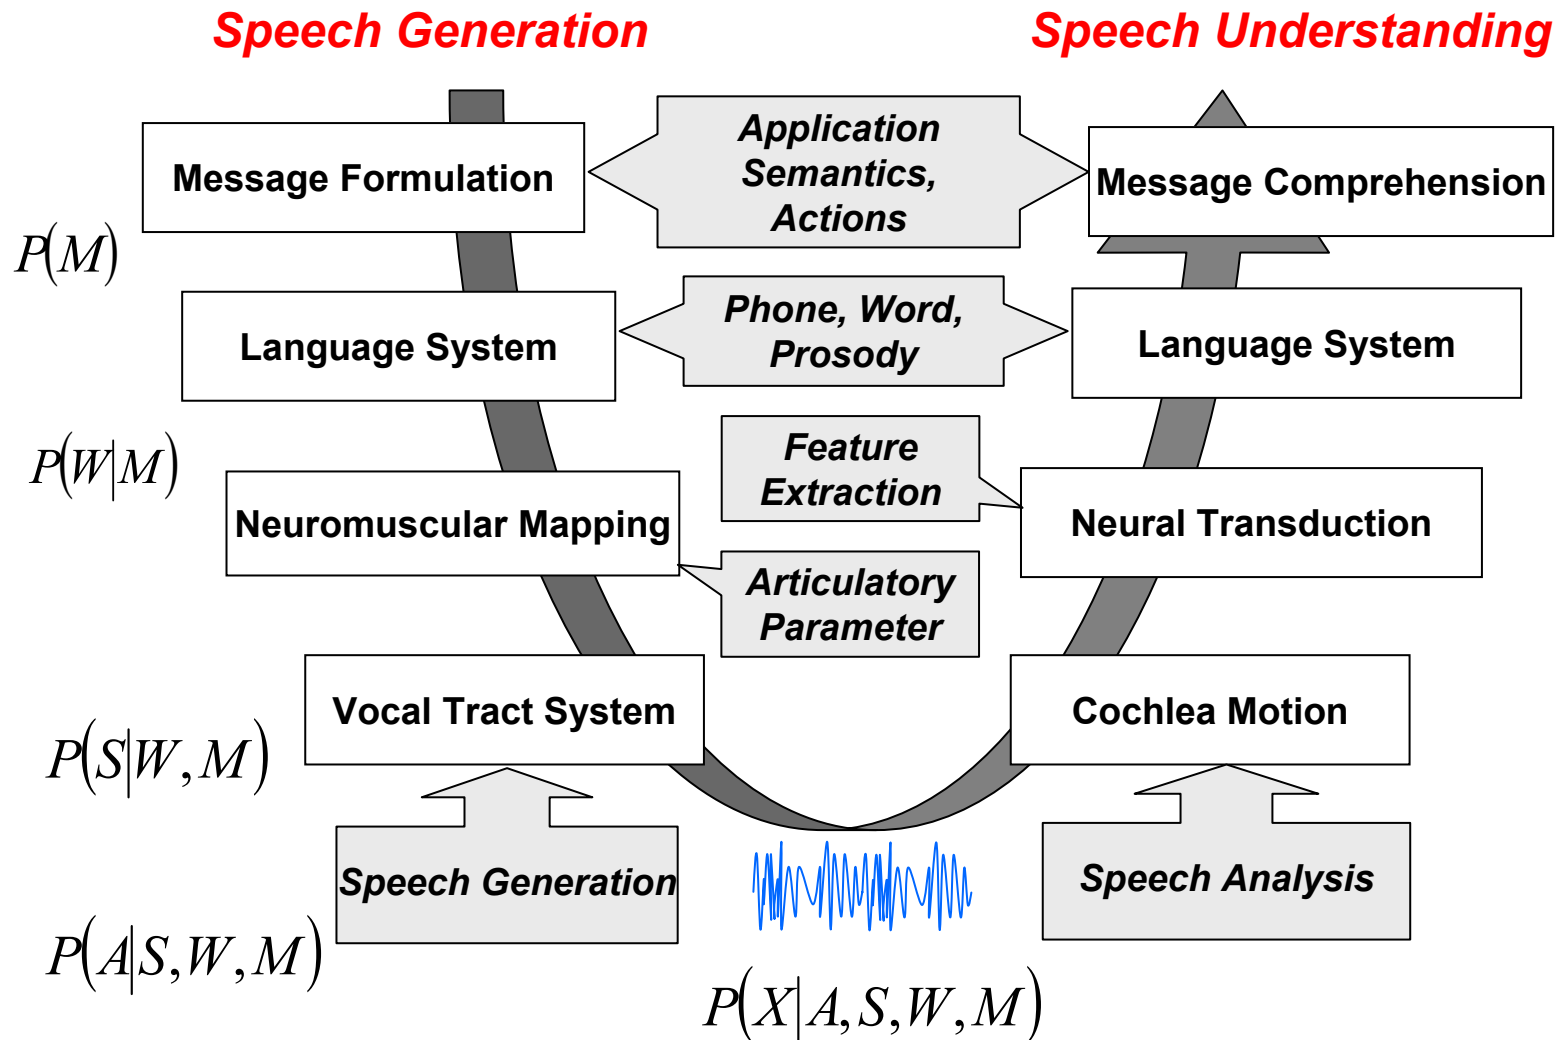 Speech Generation
Speech Understanding
Message Formulation
Application
Semantics,
Actions
Message Comprehension
P(M)
Language System
Phone, Word,
Prosody
Language System
P(W|M)
Feature
Extraction
Neuromuscular Mapping
Neural Transduction
Articulatory
Parameter
Vocal Tract System
Cochlea Motion
P(S|W,M)
Speech Generation
Speech Analysis
P(A|S,W,M)
P(X|A,S,W,M)